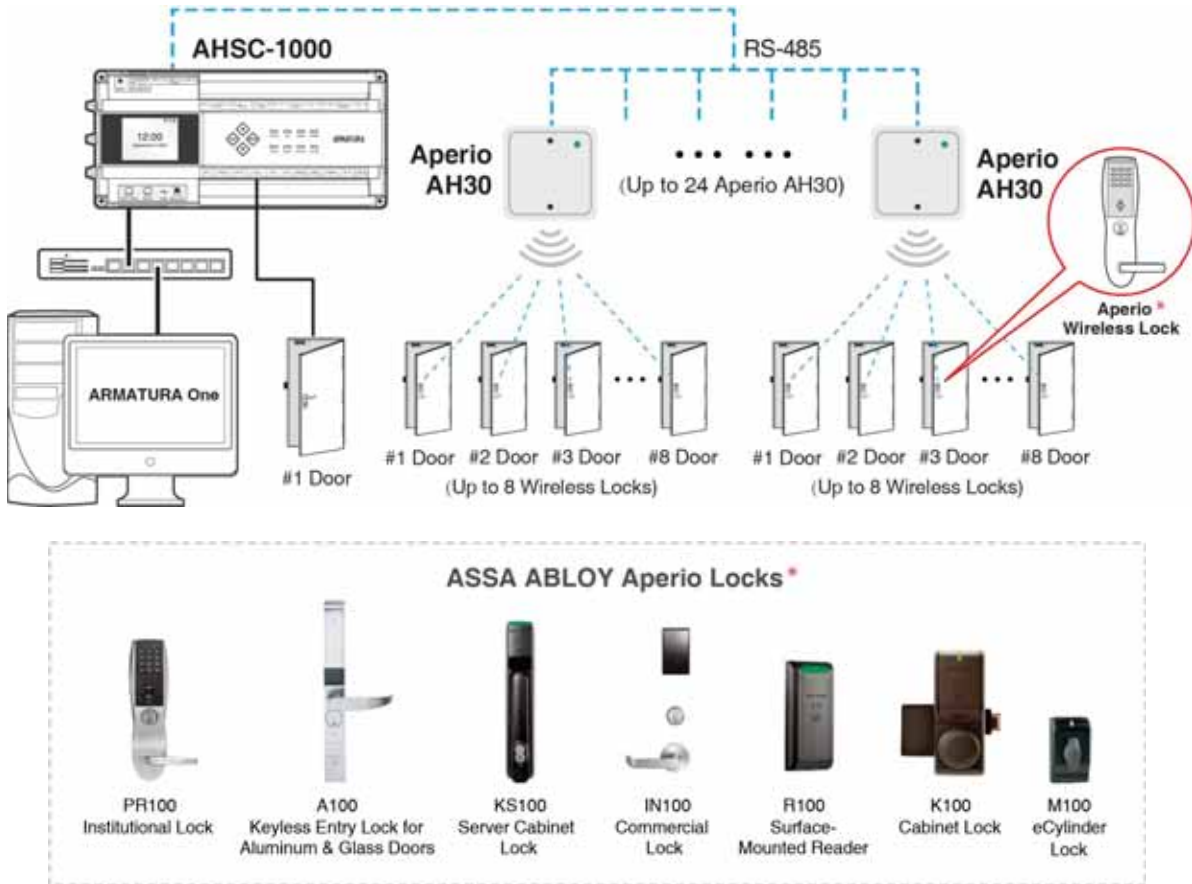 AHSC-1000
RS-485
12:00
ARMATURA
Aperio
AH30
(Up to 24 Aperio AH30)
Aperio
AH30
Aperio *
Wireless Lock
ARMATURA One
#1 Door
#1 Door #2 Door #3 Door #8 Door
(Up to 8 Wireless Locks)
#1 Door #2 Door #3 Door #8 Door
(Up to 8 Wireless Locks)
ASSA ABLOY Aperio Locks *
PR100
Institutional Lock
A100
Keyless Entry Lock for
Aluminum & Glass Doors
KS100
Server Cabinet
Lock
IN100
Commercial
Lock
R100
Surface-
Mounted Reader
K100
Cabinet Lock
M100
eCylinder
Lock